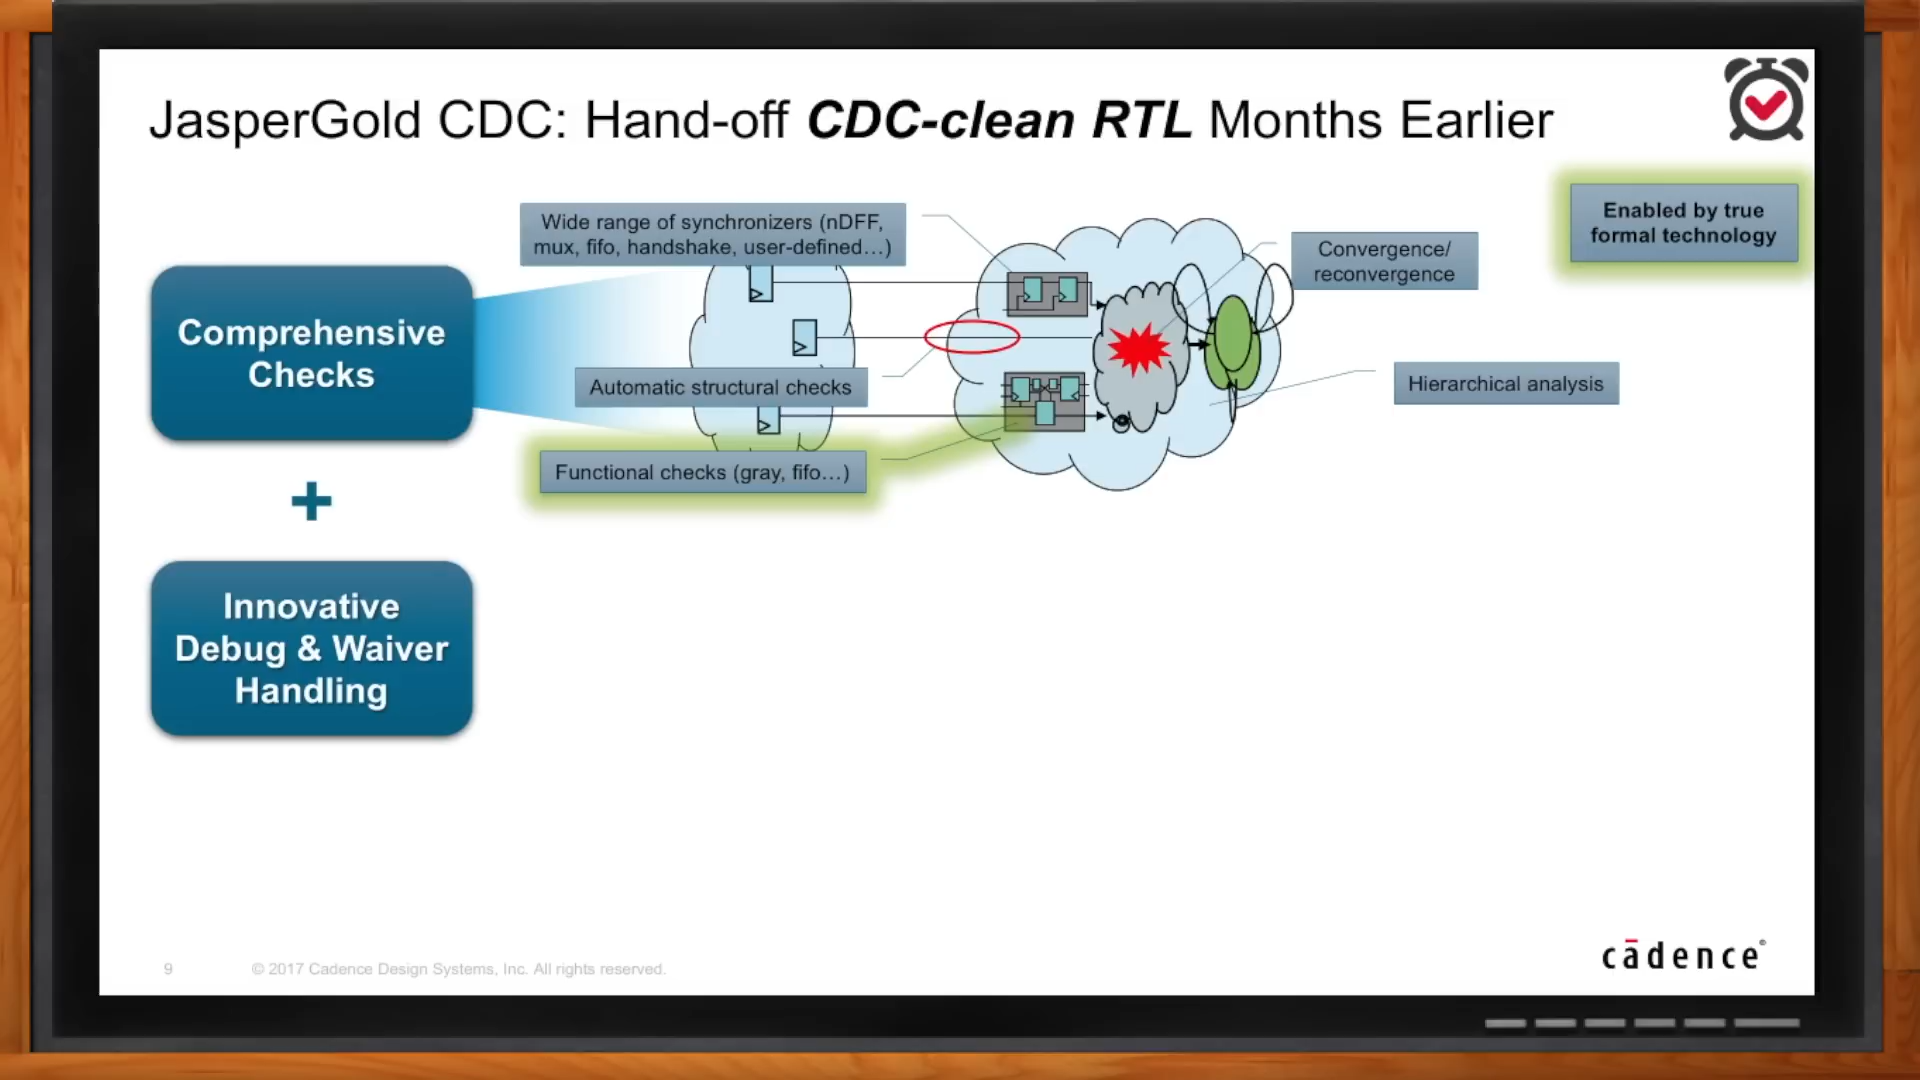 JasperGold CDC: Hand-off CDC-clean RTL Months Earlier
Enabled by true
formal technology
Wide range of synchronizers (nDFF,
mux, fifo, handshake, user-defined…)
Convergence/
reconvergence
Comprehensive
Checks
Automatic structural checks
Hierarchical analysis
Functional checks (gray, fifo…)
+
Innovative
Debug & Waiver
Handling
9
© 2017 Cadence Design Systems, Inc. All rights reserved.
cādence®